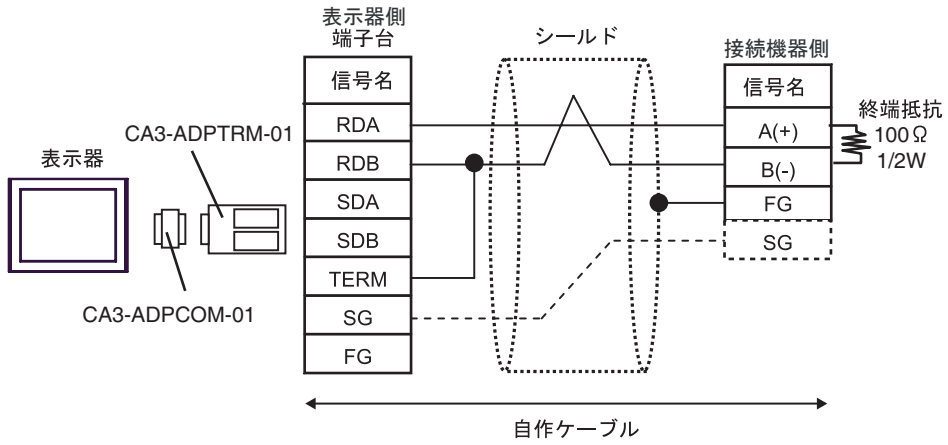 表示器側
端子台
シールド
接続機器側
信号名
信号名
終端抵抗
100Ω
1/2W
CA3-ADPTRM-01
表示器
RDA
RDB
SDA
SDB
TERM
SG
FG
A(+)
B(-)
FG
SG
CA3-ADPCOM-01
自作ケーブル